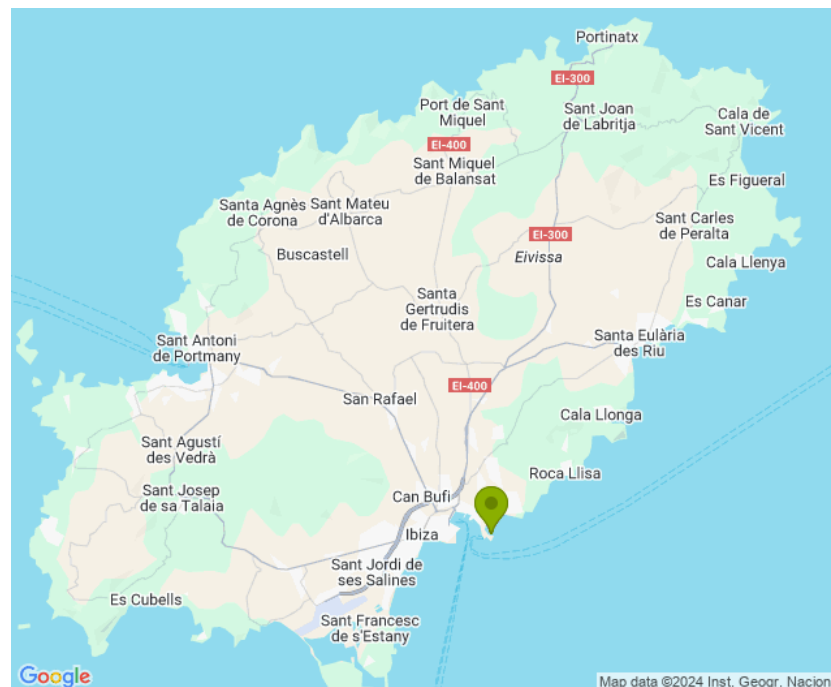 Portinatx
EI-300
Port de Sant
Miquel
Sant Joan
de Labritja
Cala de
Sant Vicent
EI-400
Sant Miquel
de Balansat
Es Figueral
Santa Agnès
de Corona
Sant Mateu
d'Albarca
Sant Carles
de Peralta
EI-300
Buscastell
Eivissa
Cala Llenya
Santa
Gertrudis
de Fruitera
Es Canar
Sant Antoni
de Portmany
Santa Eulària
des Riu
EI-400
San Rafael
Cala Llonga
Sant Agustí
des Vedrà
Roca Llisa
Sant Josep
de sa Talaia
Can Bufi
Ibiza
Sant Jordi de
ses Salines
Es Cubells
Sant Francesc
de s'Estany
Google
Map data ©2024 Inst. Geogr. Nacion